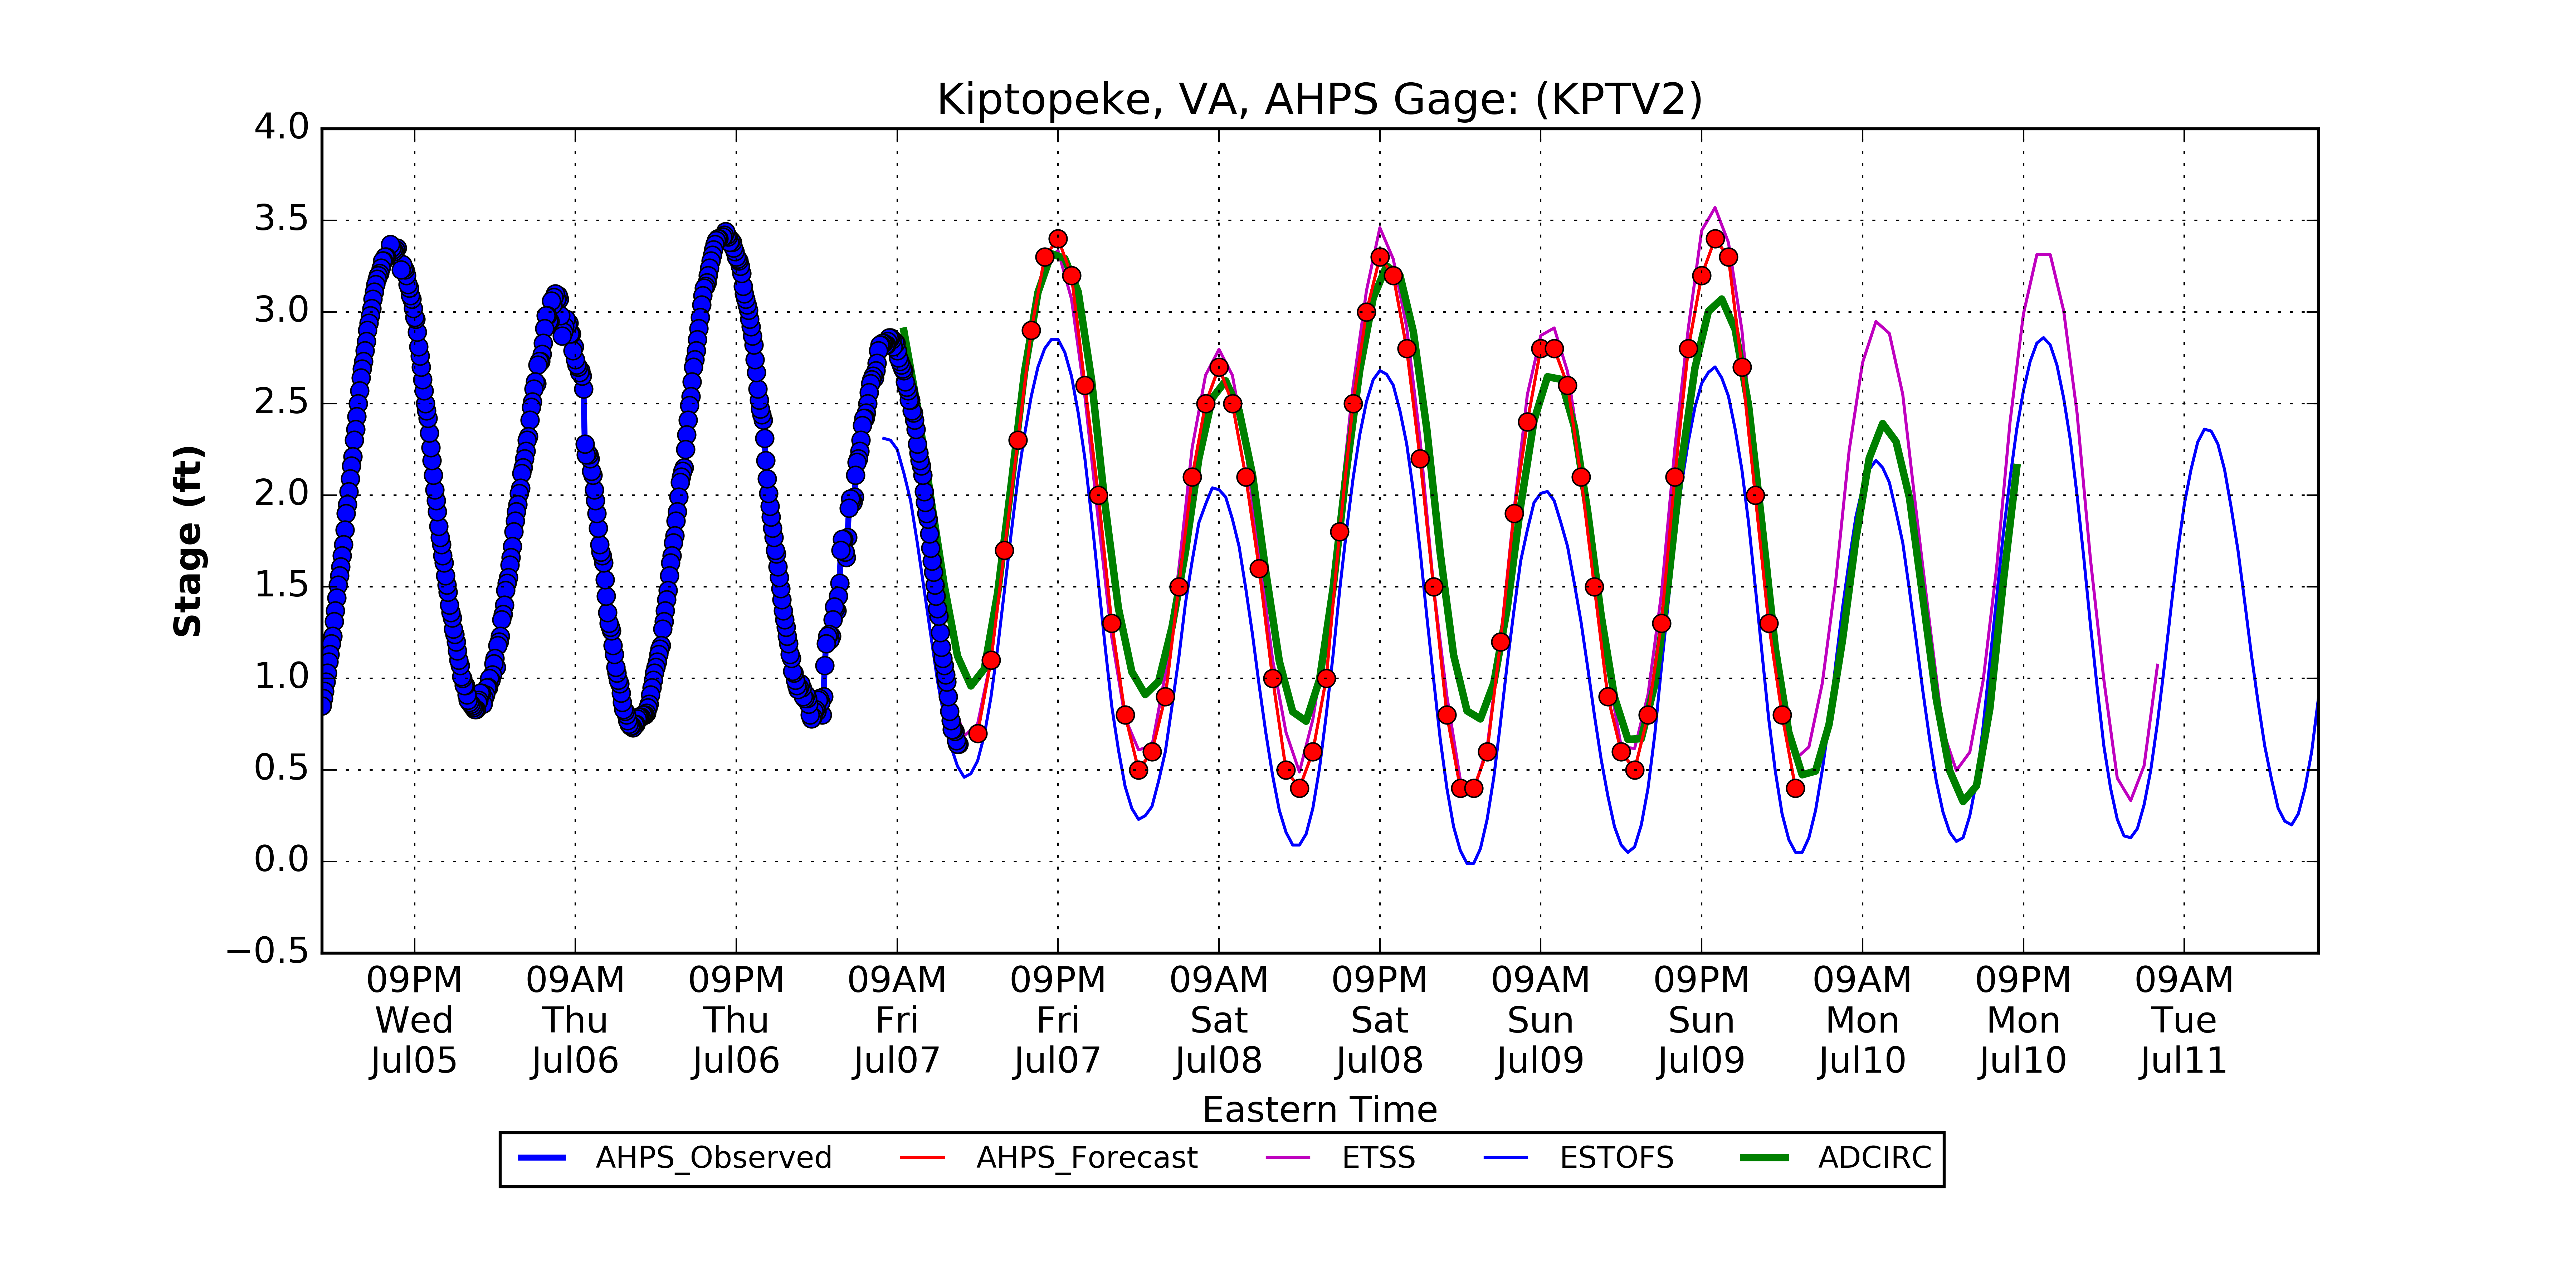 Kiptopeke, VA, AHPS Gage: (KPTV2)
4.0
3.5
3.0
2.5
2.0
1.5
1.0
0.5
0.0
−0.5
Stage (ft)
09PM 09AM 09PM 09AM 09PM 09AM 09PM 09AM 09PM 09AM 09PM 09AM
Wed Thu Thu Fri Fri Sat Sat Sun Sun Mon Mon Tue
Jul05 Jul06 Jul06 Jul07 Jul07 Jul08 Jul08 Jul09 Jul09 Jul10 Jul10 Jul11
Eastern Time
AHPS_Observed AHPS_Forecast ETSS ESTOFS ADCIRC